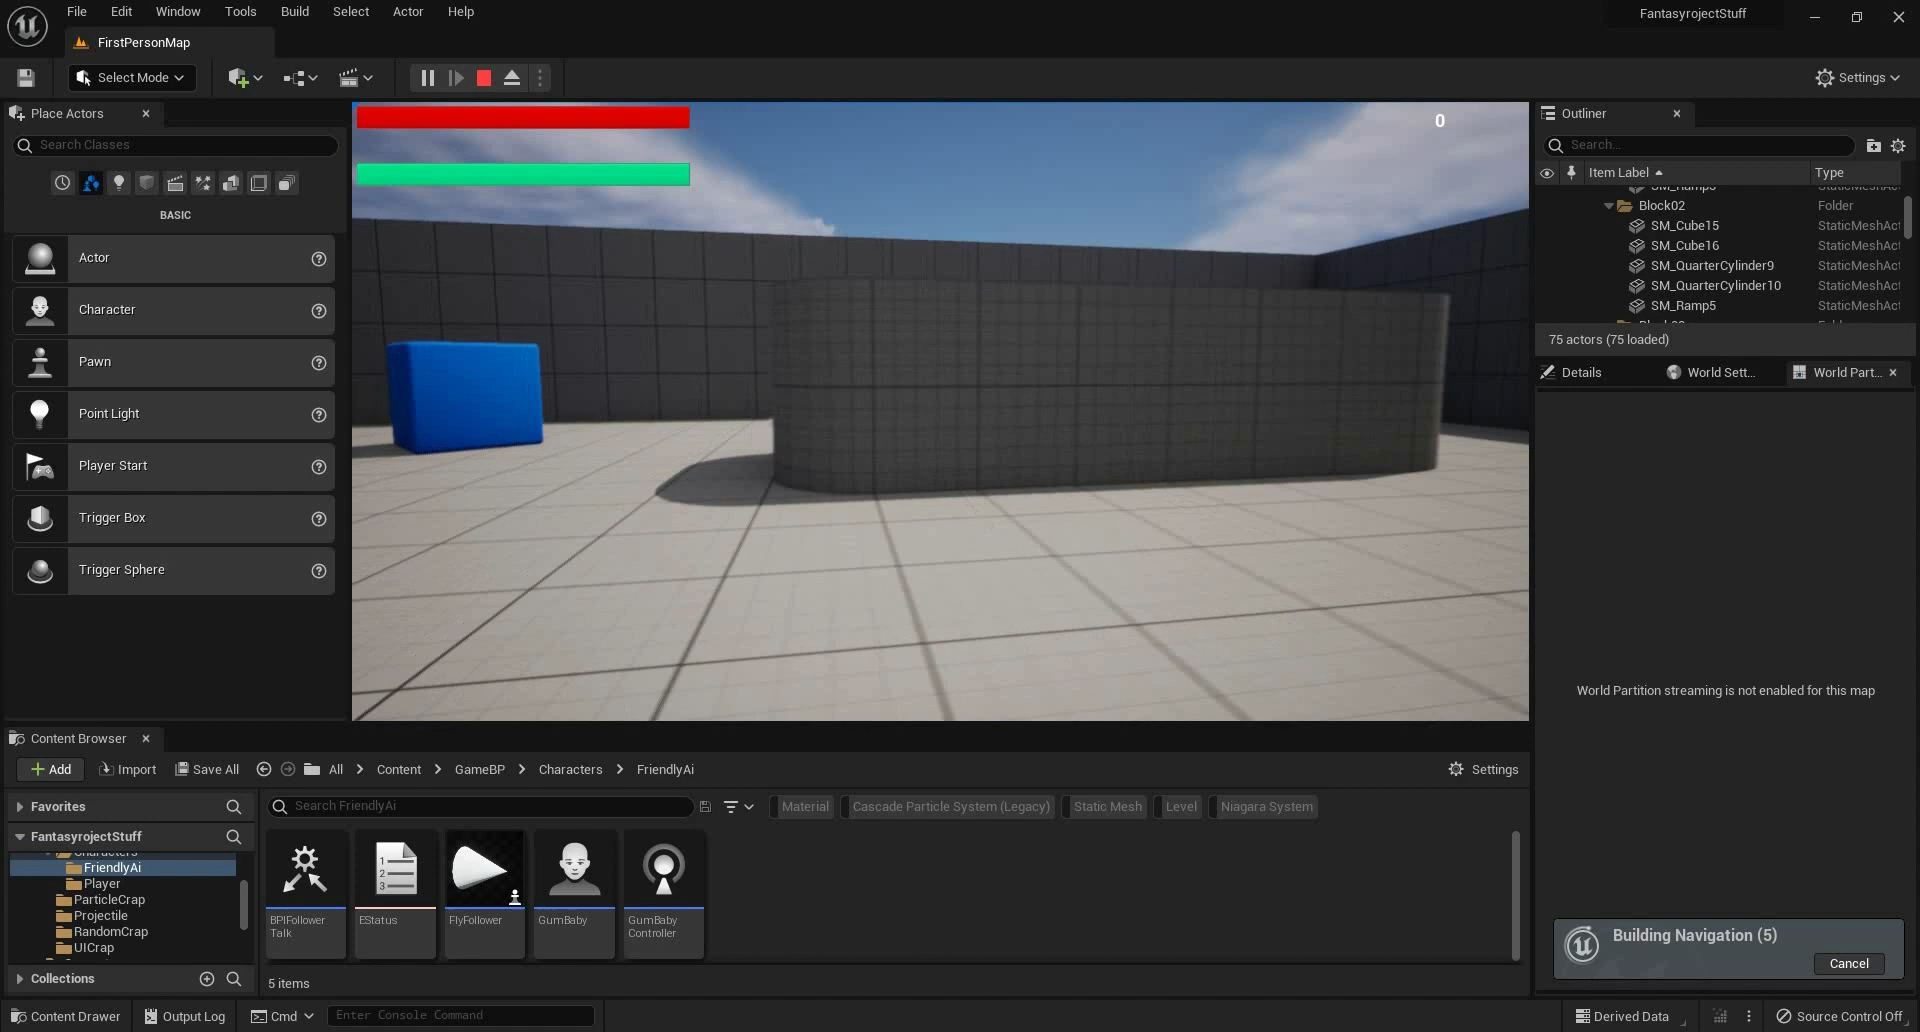 File Edit Window Tools Build Select Actor Help
FantasyrojectStuff
FirstPersonMap
Select Mode
Settings
Place Actors
Search Classes
BASIC
Actor
Character
Pawn
Point Light
Player Start
Trigger Box
Trigger Sphere
0
Outliner
Search...
Item Label Type
SM_Ramp3
Block02 Folder
SM_Cube15 StaticMeshAct
SM_Cube16 StaticMeshAct
SM_QuarterCylinder9 StaticMeshAct
SM_QuarterCylinder10 StaticMeshAct
SM_Ramp5 StaticMeshAct
75 actors (75 loaded)
Details World Sett... World Part...
World Partition streaming is not enabled for this map
Building Navigation (5)
Cancel
Content Browser
Add Import Save All All Content GameBP Characters FriendlyAi Settings
Favorites
FantasyrojectStuff
Characters
FriendlyAi
Player
ParticleCrap
Projectile
RandomCrap
UICrap
Collections
Search FriendlyAi
Material Cascade Particle System (Legacy) Static Mesh Level Niagara System
BPIFollower
Talk
EStatus
FlyFollower
GumBaby
GumBaby
Controller
5 items
Content Drawer Output Log Cmd Enter Console Command Derived Data Source Control Off